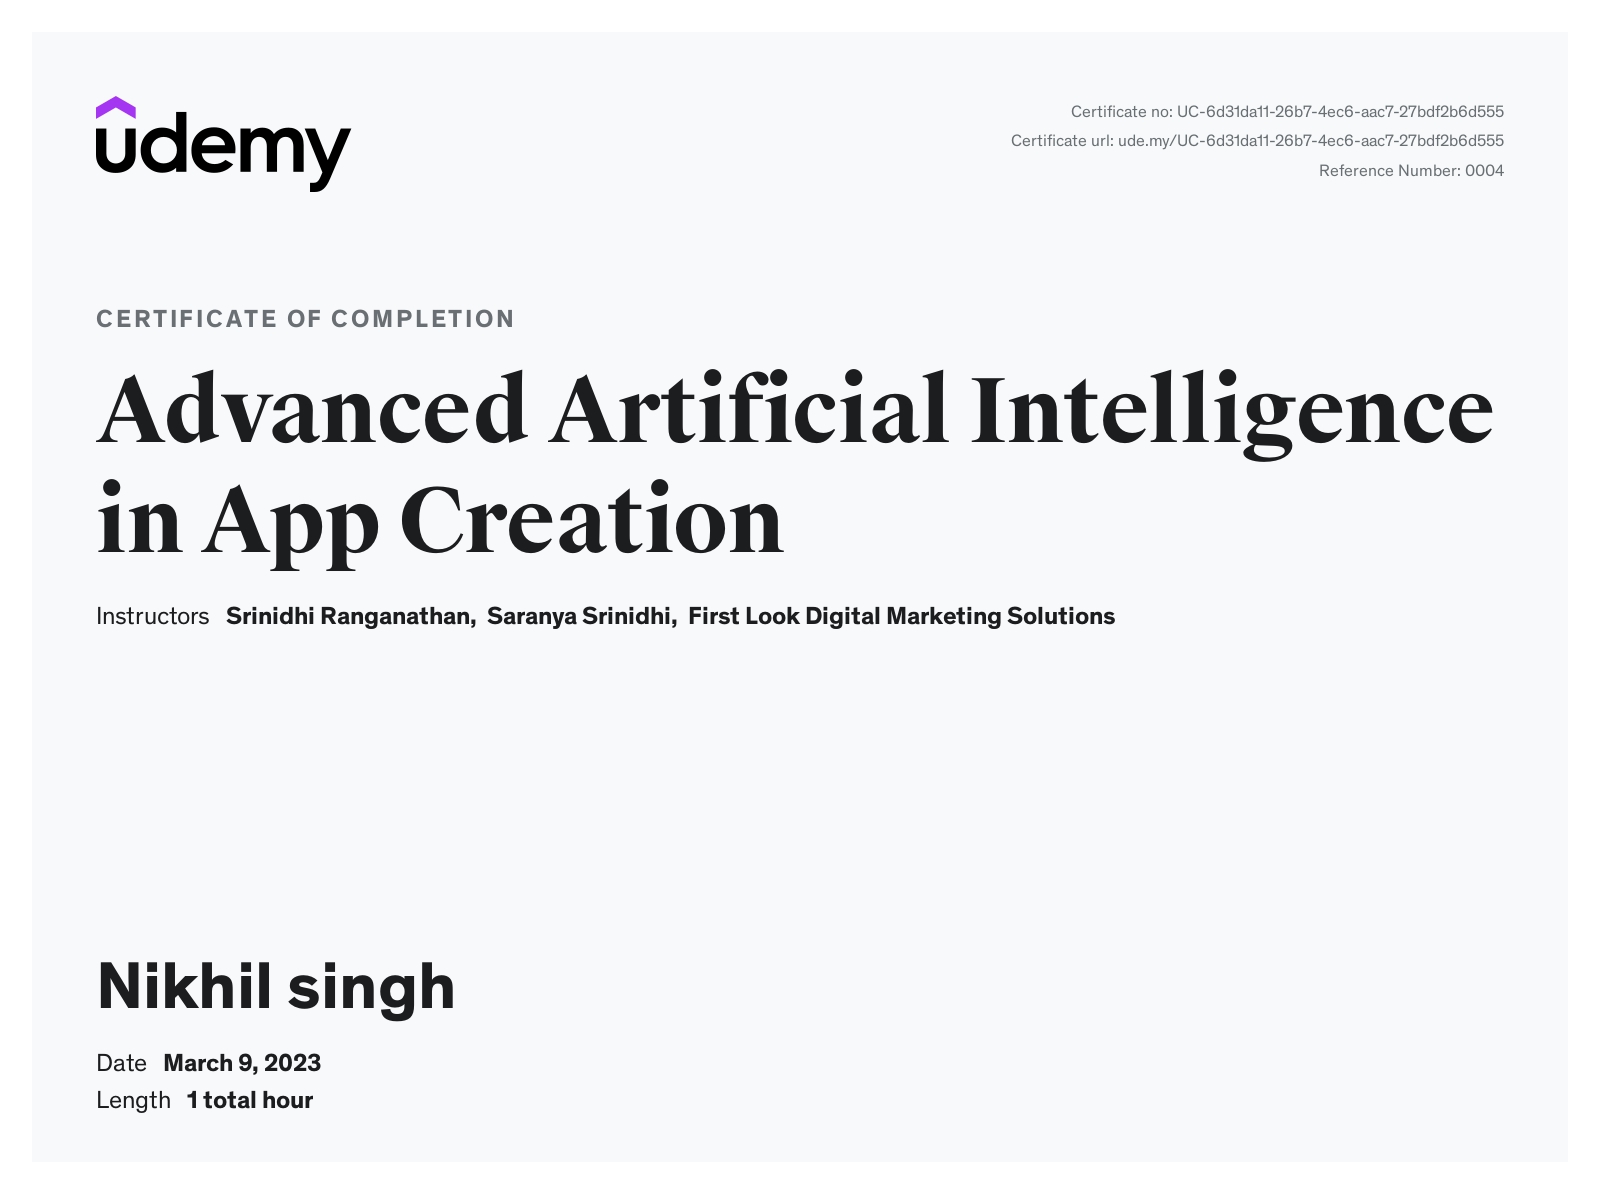 udemy
Certificate no: UC-6d31da11-26b7-4ec6-aac7-27bdf2b6d555
Certificate url: ude.my/UC-6d31da11-26b7-4ec6-aac7-27bdf2b6d555
Reference Number: 0004
CERTIFICATE OF COMPLETION
Advanced Artificial Intelligence
in App Creation
Instructors Srinidhi Ranganathan, Saranya Srinidhi, First Look Digital Marketing Solutions
Nikhil singh
Date March 9, 2023
Length 1 total hour